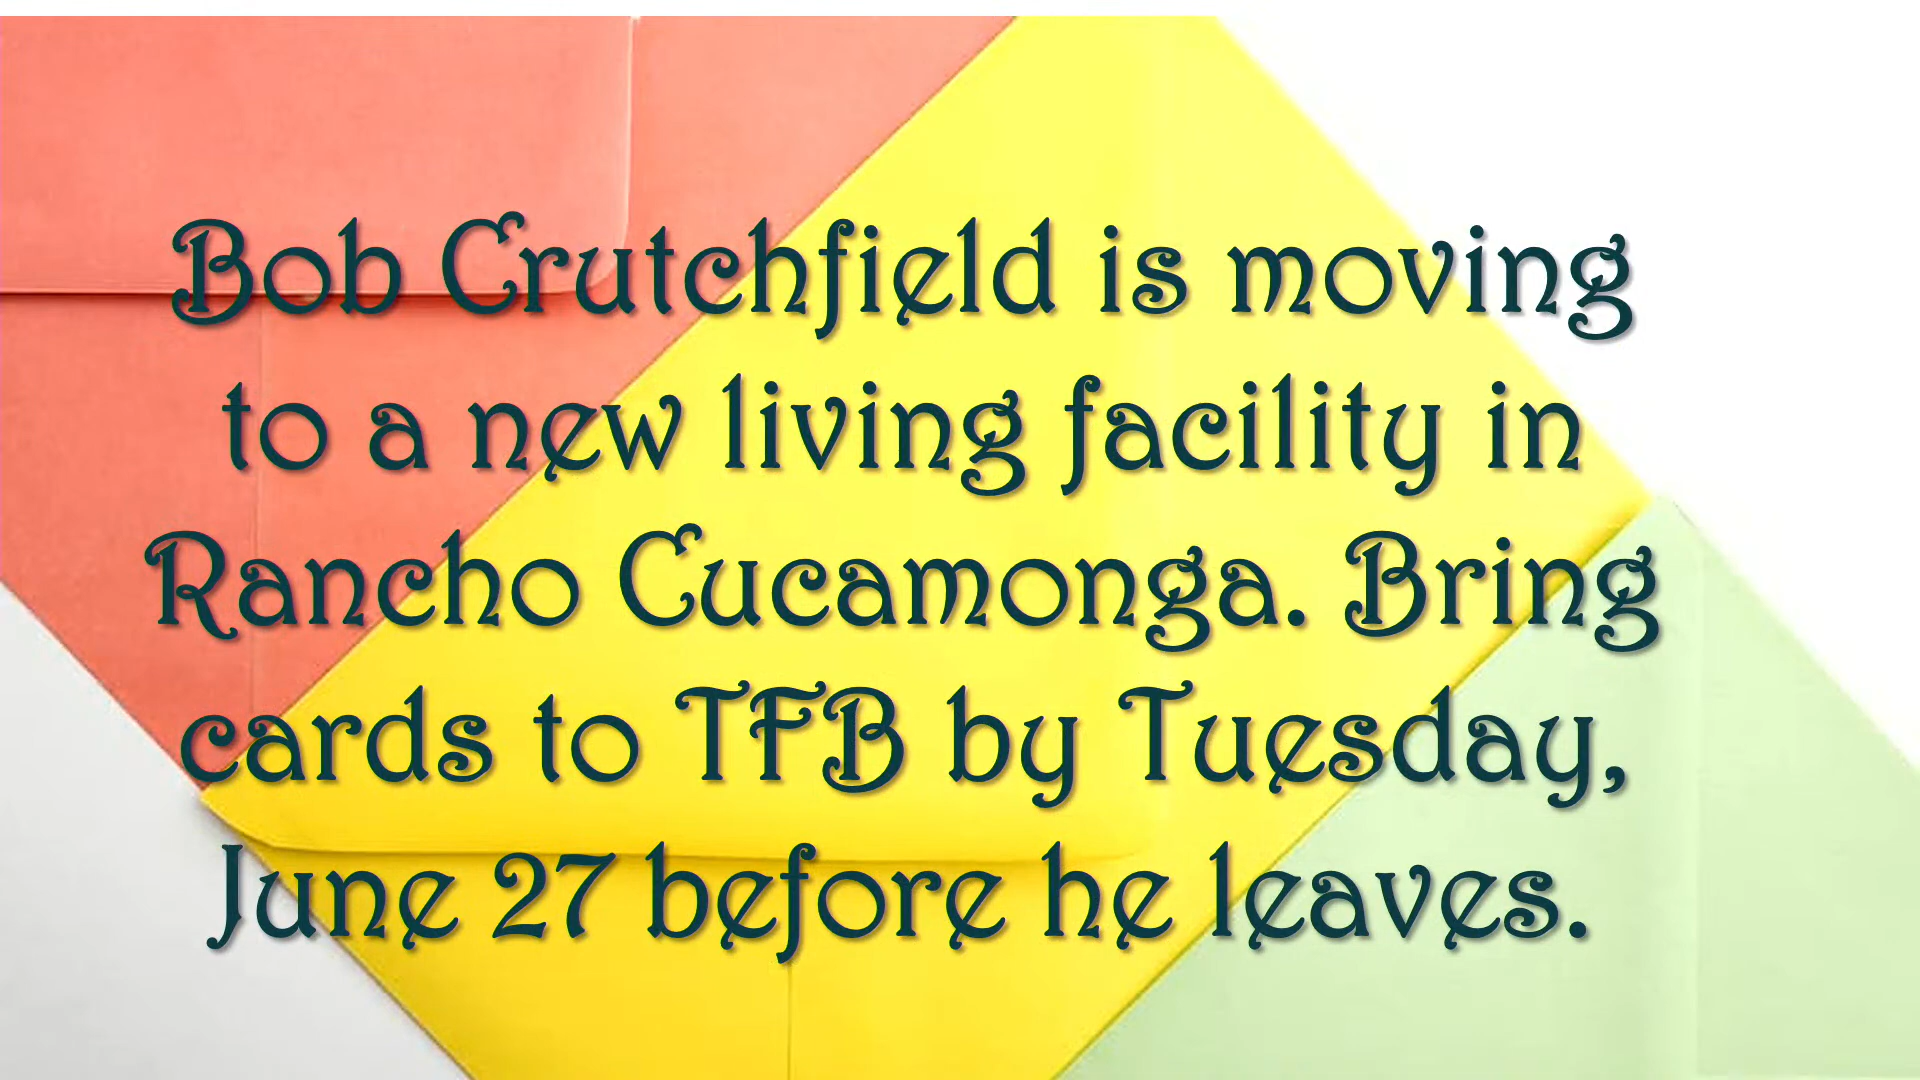 Bob Crutchfield is moving
to a new living facility in
Rancho Cucamonga. Bring
cards to TFB by Tuesday,
June 27 before he leaves.